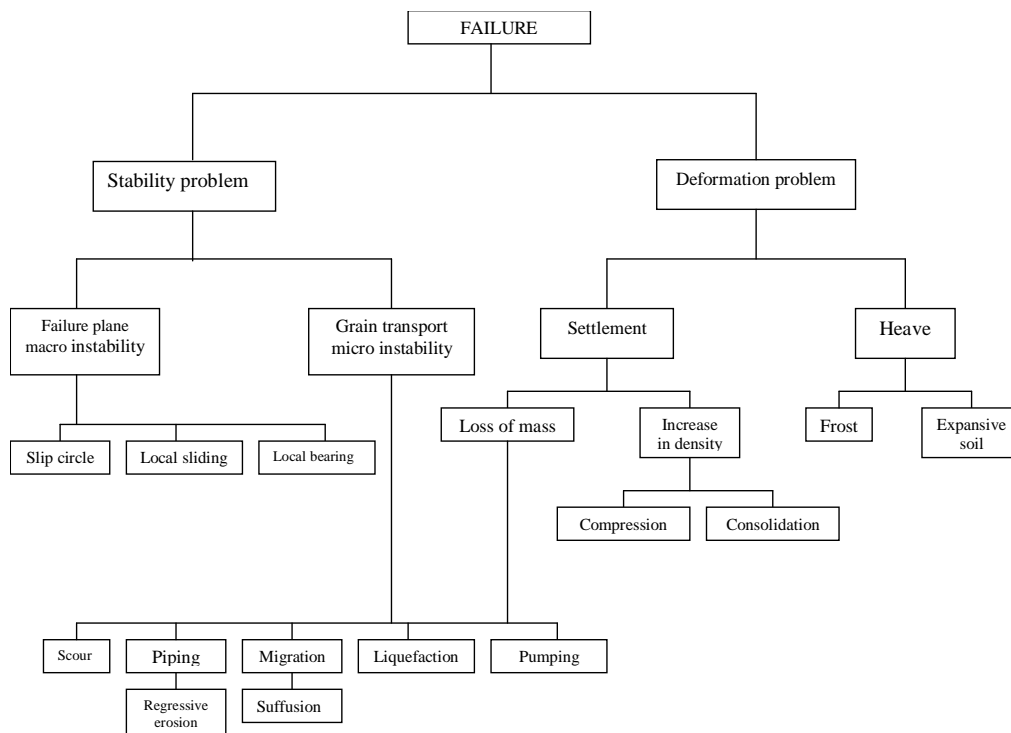 FAILURE
Stability problem
Deformation problem
Failure plane
macro instability
Grain transport
micro instability
Settlement
Heave
Loss of mass
Increase
in density
Frost
Expansive
soil
Slip circle
Local sliding
Local bearing
Compression
Consolidation
Scour
Piping
Migration
Liquefaction
Pumping
Regressive
erosion
Suffusion